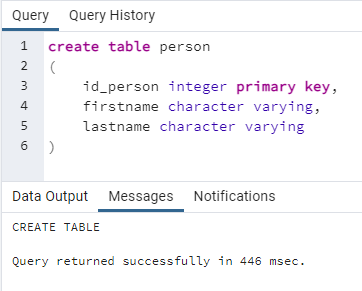 Query Query History
1 create table person
2 (
3 id_person integer primary key,
4 firstname character varying,
5 lastname character varying
6 )
Data Output Messages Notifications
CREATE TABLE
Query returned successfully in 446 msec.